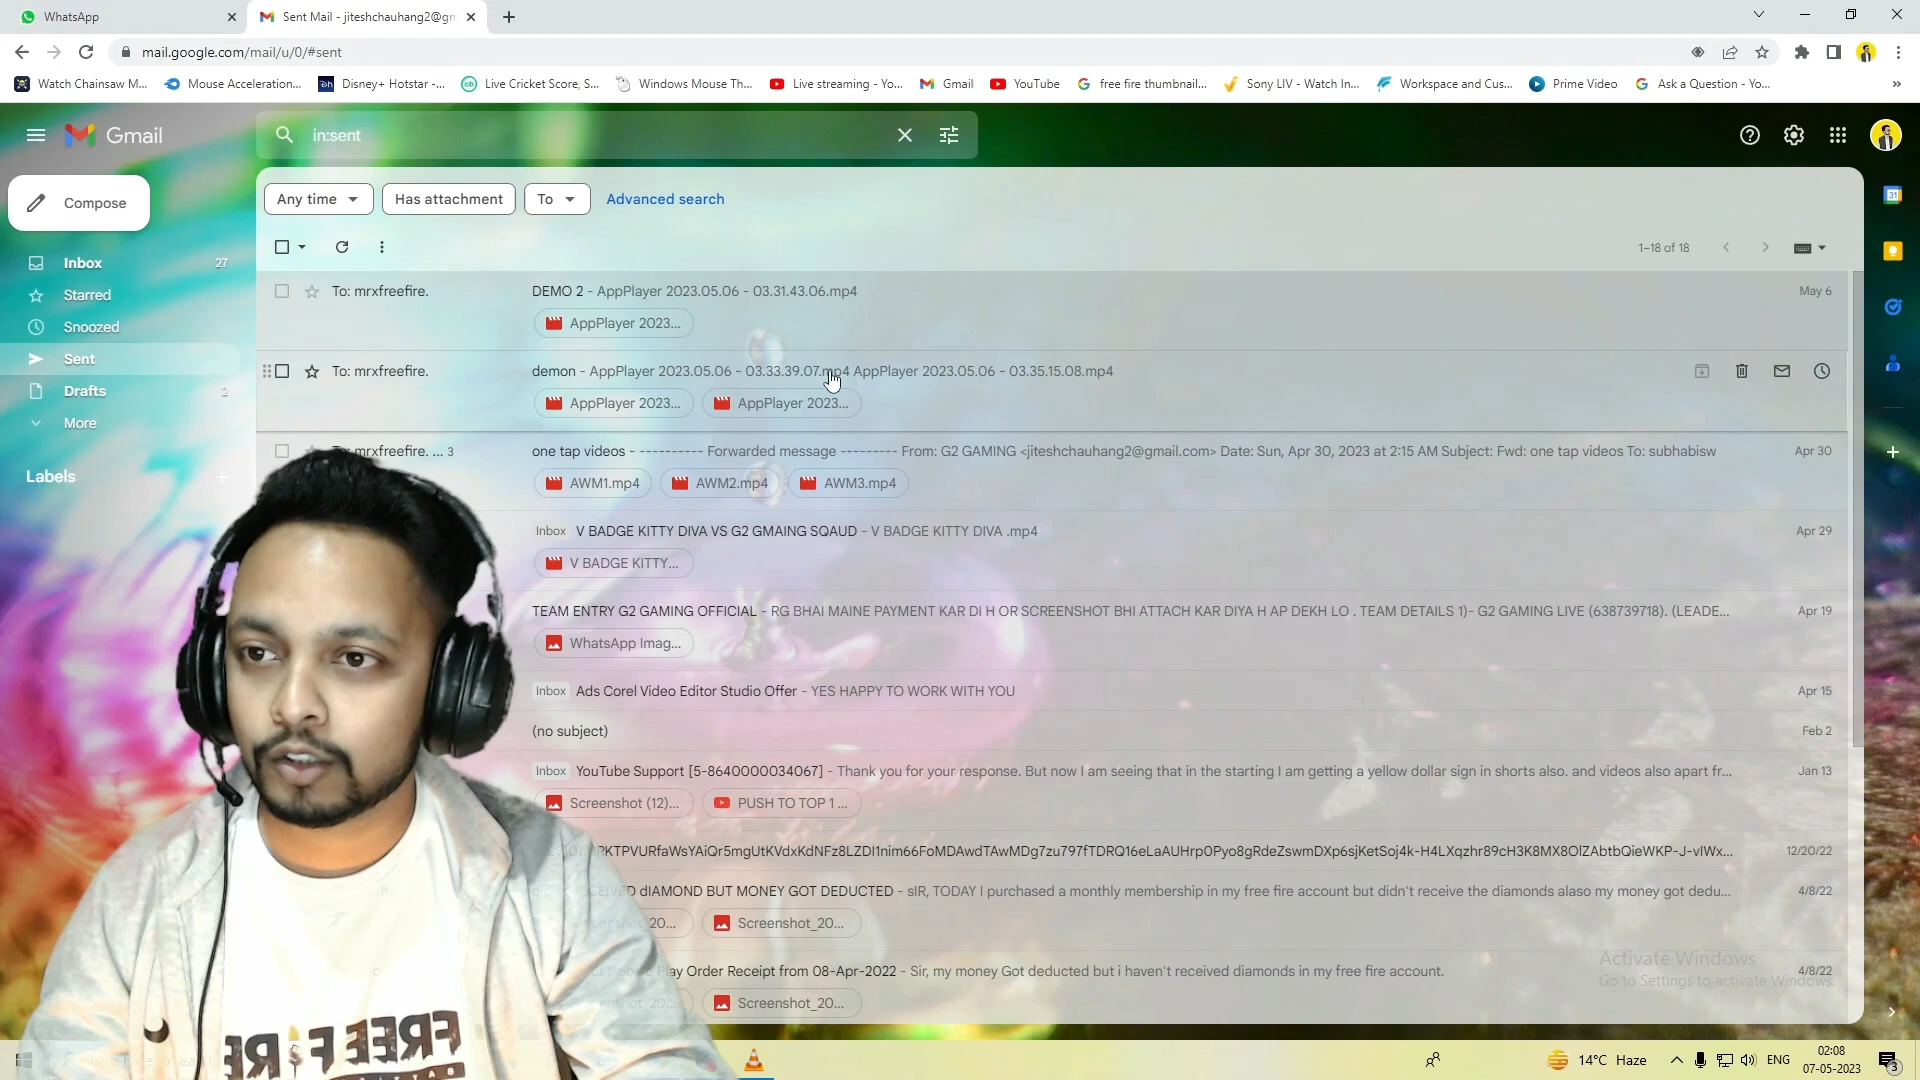 WhatsApp
Sent Mail - jiteshchauhang2@gm
mail.google.com/mail/u/0/#sent
Watch Chainsaw M...
Mouse Acceleration...
Disney+ Hotstar -...
Live Cricket Score, S...
Windows Mouse Th...
Live streaming - Yo...
Gmail
YouTube
free fire thumbnail...
Sony LIV - Watch In...
Workspace and Cus...
Prime Video
Ask a Question - Yo...
Gmail
in:sent
Compose
Any time
Has attachment
To
Advanced search
1–18 of 18
Inbox 27
Starred
Snoozed
Sent
Drafts 2
More
Labels
To: mrxfreefire. DEMO 2 - AppPlayer 2023.05.06 - 03.31.43.06.mp4 May 6
AppPlayer 2023...
To: mrxfreefire. demon - AppPlayer 2023.05.06 - 03.33.39.07.mp4 AppPlayer 2023.05.06 - 03.35.15.08.mp4
AppPlayer 2023... AppPlayer 2023...
To: mrxfreefire. ... 3 one tap videos - ---------- Forwarded message --------- From: G2 GAMING <jiteshchauhang2@gmail.com> Date: Sun, Apr 30, 2023 at 2:15 AM Subject: Fwd: one tap videos To: subhabisw Apr 30
AWM1.mp4 AWM2.mp4 AWM3.mp4
Inbox V BADGE KITTY DIVA VS G2 GMAING SQAUD - V BADGE KITTY DIVA .mp4 Apr 29
V BADGE KITTY...
TEAM ENTRY G2 GAMING OFFICIAL - RG BHAI MAINE PAYMENT KAR DI H OR SCREENSHOT BHI ATTACH KAR DIYA H AP DEKH LO . TEAM DETAILS 1)- G2 GAMING LIVE (638739718). (LEADE... Apr 19
WhatsApp Imag...
Inbox Ads Corel Video Editor Studio Offer - YES HAPPY TO WORK WITH YOU Apr 15
(no subject) Feb 2
Inbox YouTube Support [5-8640000034067] - Thank you for your response. But now I am seeing that in the starting I am getting a yellow dollar sign in shorts also. and videos also apart fr... Jan 13
Screenshot (12)... PUSH TO TOP 1 ...
12/20/22
dIAMOND BUT MONEY GOT DEDUCTED - sIR, TODAY I purchased a monthly membership in my free fire account but didn't receive the diamonds alaso my money got dedu... 4/8/22
20... Screenshot_20...
Play Order Receipt from 08-Apr-2022 - Sir, my money Got deducted but i haven't received diamonds in my free fire account. 4/8/22
Screenshot_20...
Activate Windows
Go to Settings to activate Windows.
FREE
14°C Haze
ENG
02:08
07-05-2023
3